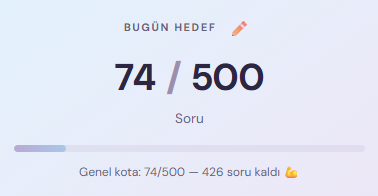 BUGÜN HEDEF ✏️
74 / 500
Soru
Genel kota: 74/500 — 426 soru kaldı 💪